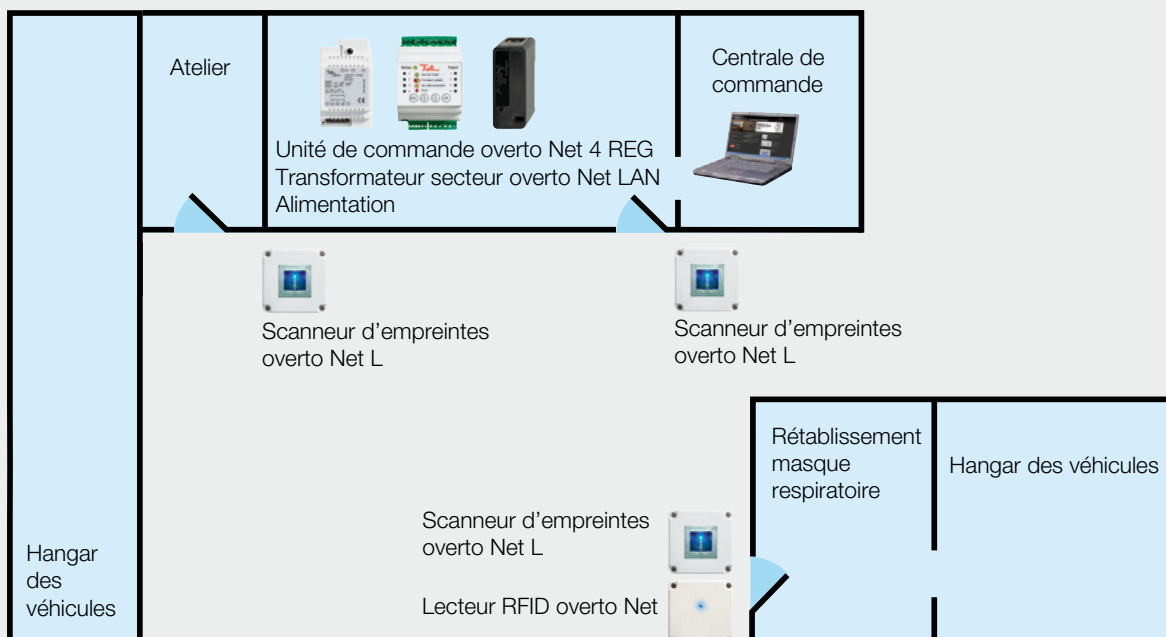 Atelier
Unité de commande overto Net 4 REG
Transformateur secteur overto Net LAN
Alimentation
Centrale de
commande
Scanneur d’empreintes
overto Net L
Scanneur d’empreintes
overto Net L
Rétablissement
masque
respiratoire
Hangar des véhicules
Scanneur d’empreintes
overto Net L
Lecteur RFID overto Net
Hangar
des
véhicules